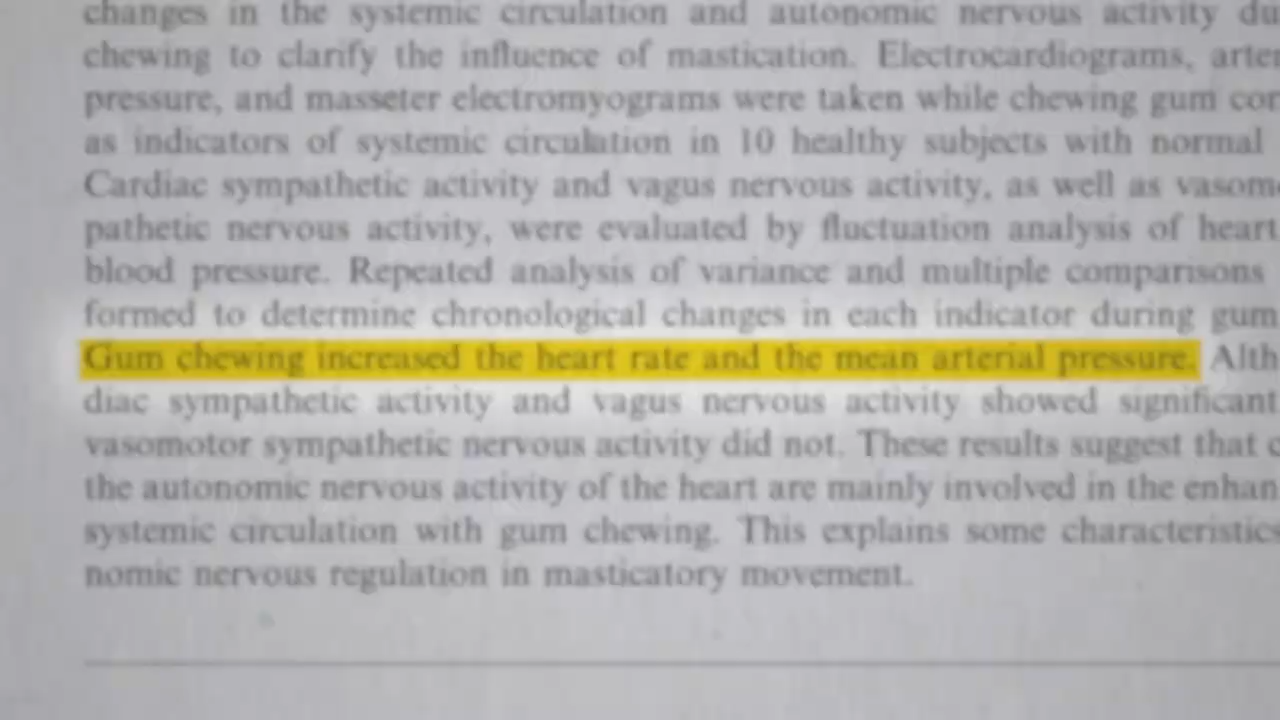 changes in the systemic circulation and autonomic nervous activity du
chewing to clarify the influence of mastication. Electrocardiograms, arter
pressure, and masseter electromyograms were taken while chewing gum con
as indicators of systemic circulation in 10 healthy subjects with normal
Cardiac sympathetic activity and vagus nervous activity, as well as vasomo
pathetic nervous activity, were evaluated by fluctuation analysis of heart
blood pressure. Repeated analysis of variance and multiple comparisons
formed to determine chronological changes in each indicator during gum
Gum chewing increased the heart rate and the mean arterial pressure. Alth
diac sympathetic activity and vagus nervous activity showed significant
vasomotor sympathetic nervous activity did not. These results suggest that c
the autonomic nervous activity of the heart are mainly involved in the enhan
systemic circulation with gum chewing. This explains some characteristics
nomic nervous regulation in masticatory movement.